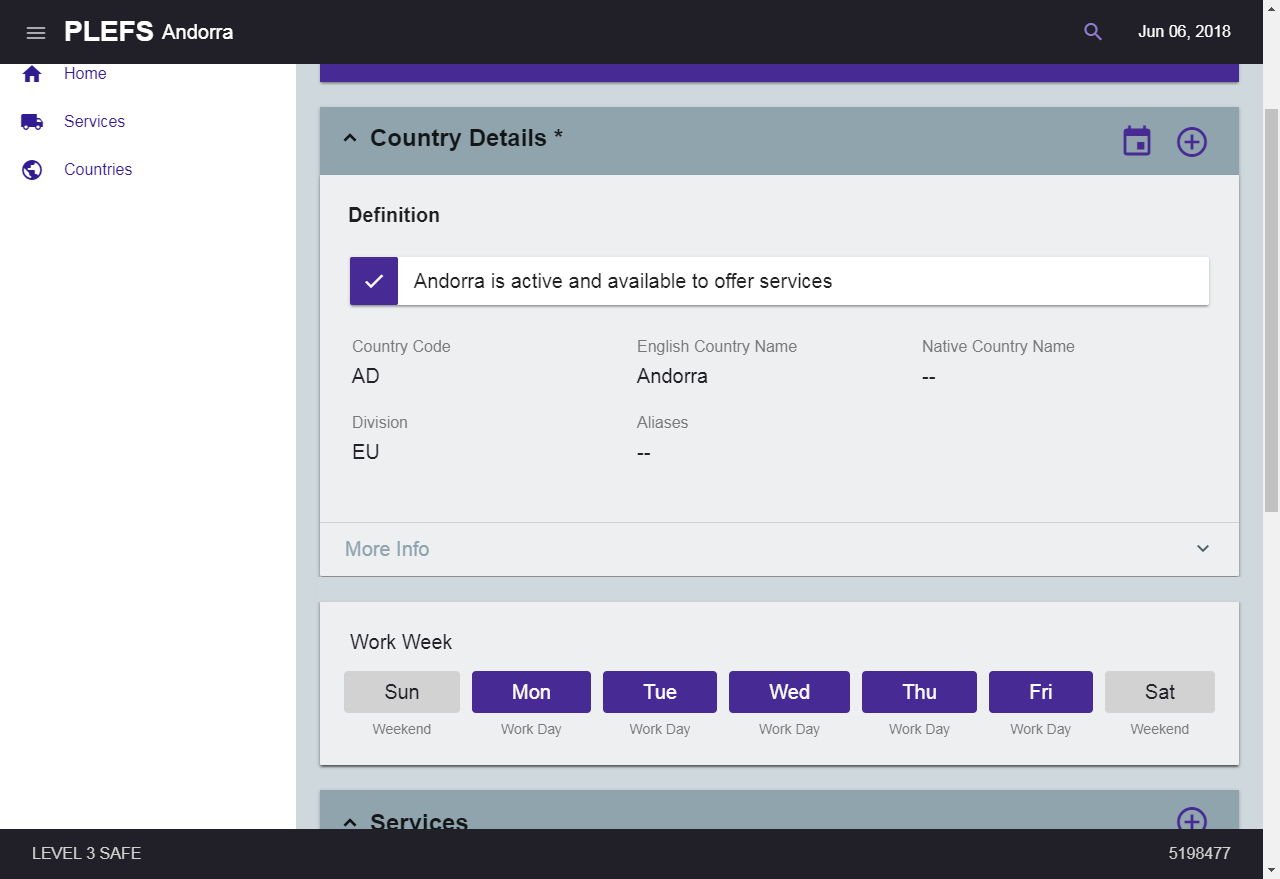 PLEFS Andorra
Jun 06, 2018
Home
Services
Countries
Country Details *
Definition
Andorra is active and available to offer services
Country Code
English Country Name
Native Country Name
AD
Andorra
--
Division
Aliases
EU
--
More Info
Work Week
Sun
Mon
Tue
Wed
Thu
Fri
Sat
Weekend
Work Day
Work Day
Work Day
Work Day
Work Day
Weekend
Services
LEVEL 3 SAFE
5198477